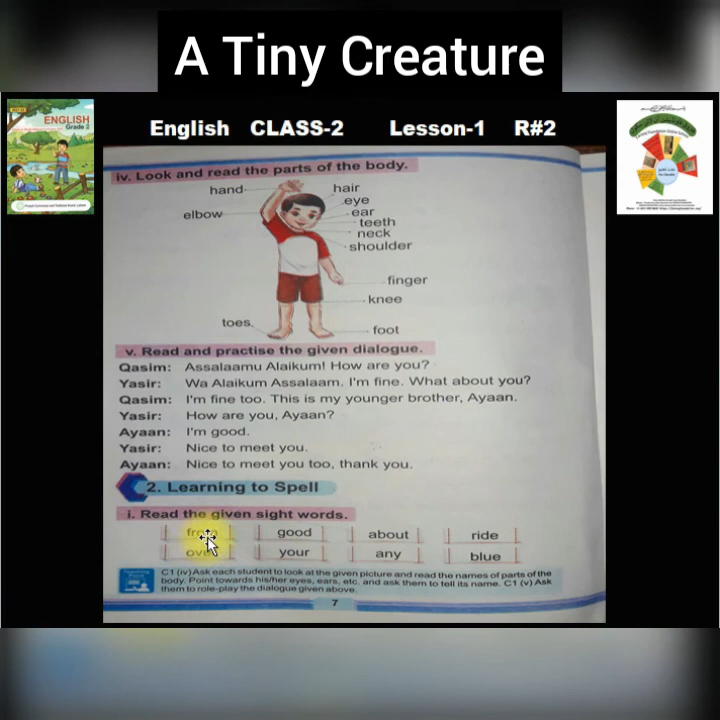 A Tiny Creature
ENGLISH
Grade 2
English CLASS-2 Lesson-1 R#2
iv. Look and read the parts of the body.
hand
hair
eye
elbow
ear
teeth
neck
shoulder
finger
knee
toes
foot
v. Read and practise the given dialogue.
Qasim: Assalaamu Alaikum! How are you?
Yasir: Wa Alaikum Assalaam. I'm fine. What about you?
Qasim: I'm fine too. This is my younger brother, Ayaan.
Yasir: How are you, Ayaan?
Ayaan: I'm good.
Yasir: Nice to meet you.
Ayaan: Nice to meet you too, thank you.
2. Learning to Spell
i. Read the given sight words.
from good about ride
over your any blue
C1 (iv) Ask each student to look at the given picture and read the names of parts of the
body. Point towards his/her eyes, ears, etc. and ask them to tell its name. C1 (v) Ask
them to role-play the dialogue given above.
7